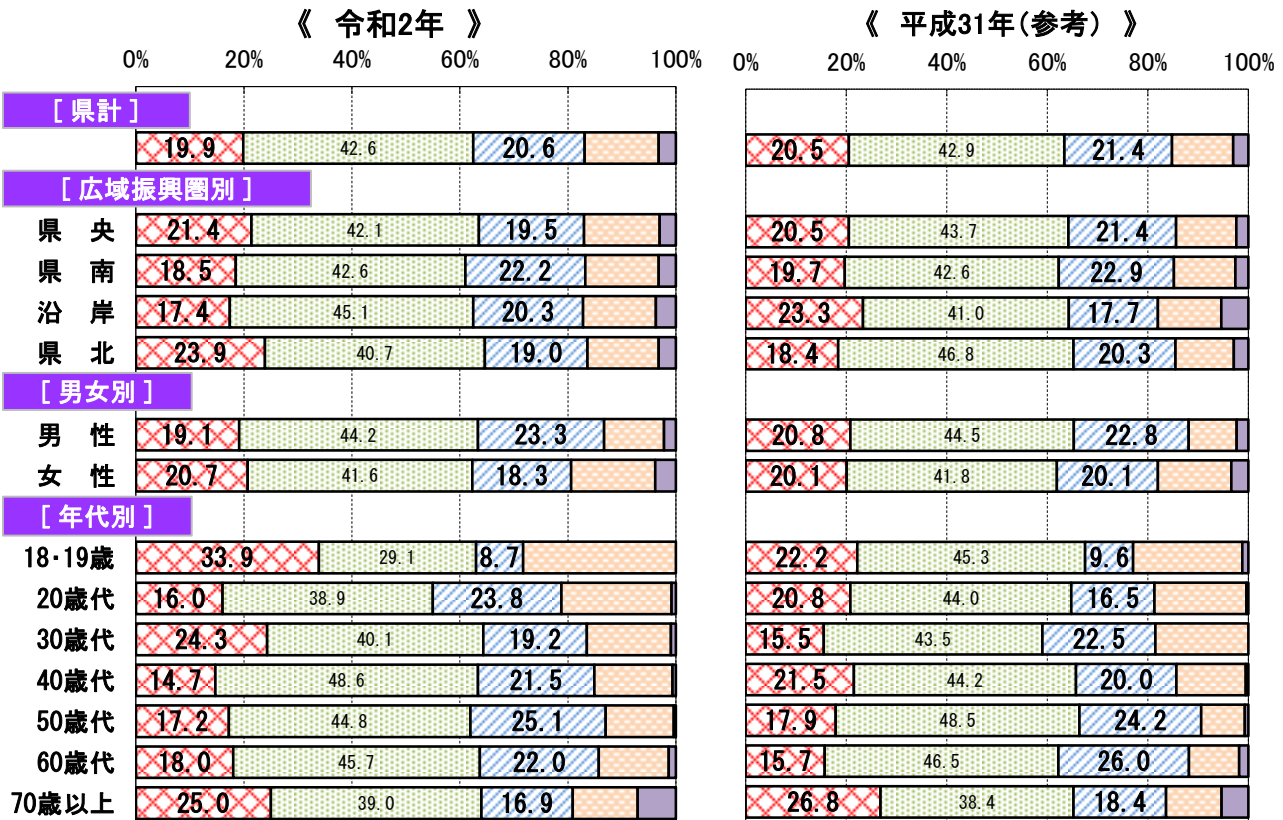 《 令和2年 》 《 平成31年(参考) 》
0% 20% 40% 60% 80% 100% 0% 20% 40% 60% 80% 100%
[ 県計 ]
19.9 42.6 20.6 20.5 42.9 21.4
[ 広域振興圏別 ]
県 央 21.4 42.1 19.5 20.5 43.7 21.4
県 南 18.5 42.6 22.2 19.7 42.6 22.9
沿 岸 17.4 45.1 20.3 23.3 41.0 17.7
県 北 23.9 40.7 19.0 18.4 46.8 20.3
[ 男女別 ]
男 性 19.1 44.2 23.3 20.8 44.5 22.8
女 性 20.7 41.6 18.3 20.1 41.8 20.1
[ 年代別 ]
18・19歳 33.9 29.1 8.7 22.2 45.3 9.6
20歳代 16.0 38.9 23.8 20.8 44.0 16.5
30歳代 24.3 40.1 19.2 15.5 43.5 22.5
40歳代 14.7 48.6 21.5 21.5 44.2 20.0
50歳代 17.2 44.8 25.1 17.9 48.5 24.2
60歳代 18.0 45.7 22.0 15.7 46.5 26.0
70歳以上 25.0 39.0 16.9 26.8 38.4 18.4